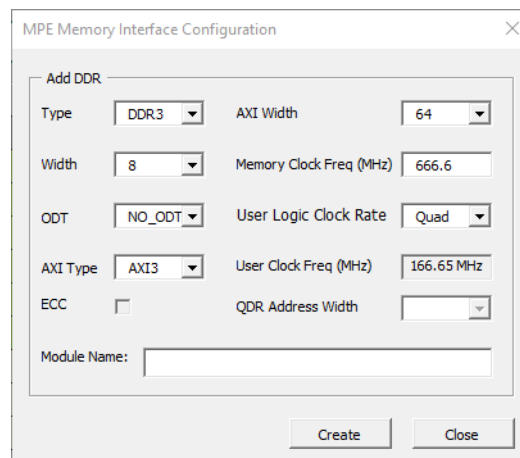 MPE Memory Interface Configuration
Add DDR
Type DDR3 AXI Width 64
Width 8 Memory Clock Freq (MHz) 666.6
ODT NO_ODT User Logic Clock Rate Quad
AXI Type AXI3 User Clock Freq (MHz) 166.65 MHz
ECC QDR Address Width
Module Name:
Create Close